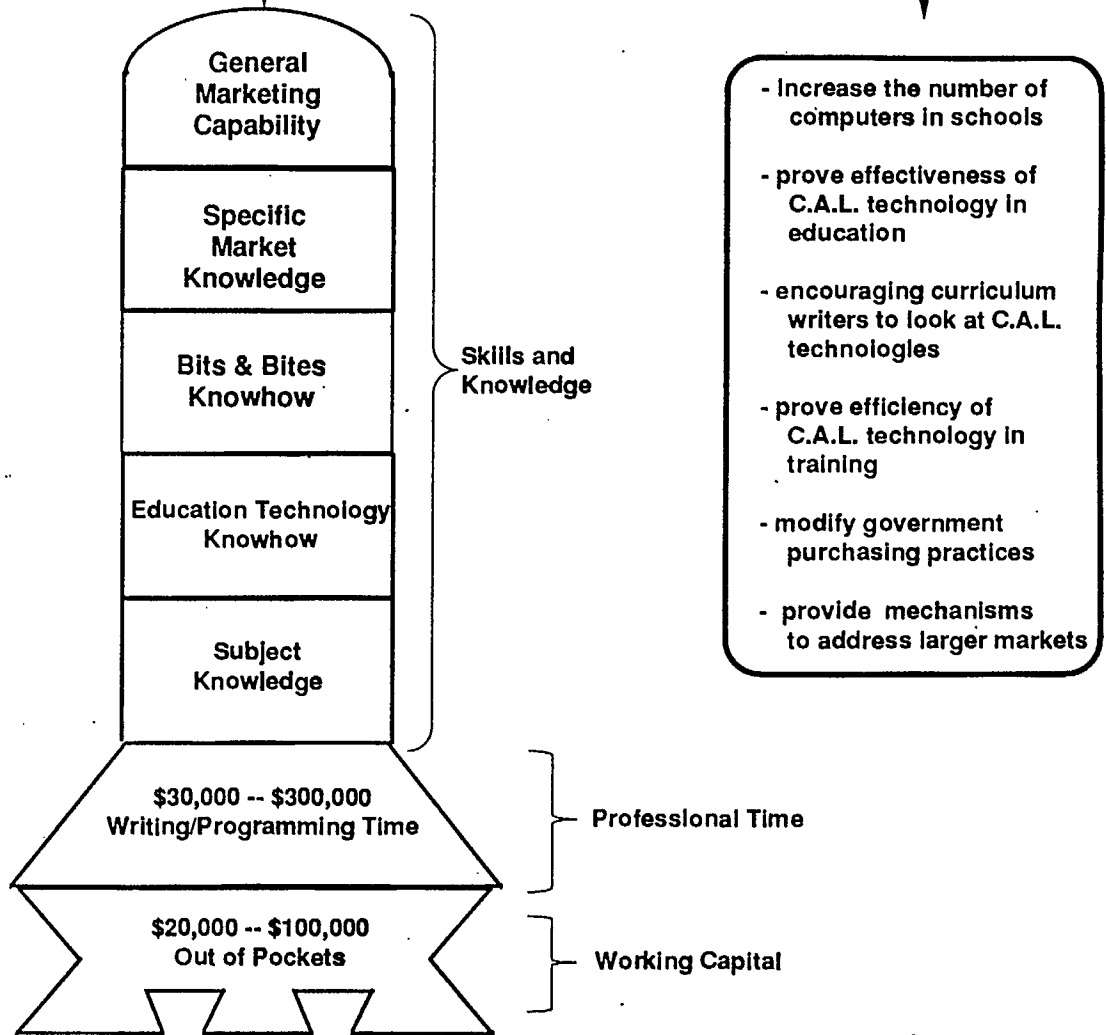 General
Marketing
Capability
Specific
Market
Knowledge
Bits & Bites
Knowhow
Education Technology
Knowhow
Subject
Knowledge
Skills and
Knowledge
$30,000 -- $300,000
Writing/Programming Time
Professional Time
$20,000 -- $100,000
Out of Pockets
Working Capital
- Increase the number of
computers in schools
- prove effectiveness of
C.A.L. technology in
education
- encouraging curriculum
writers to look at C.A.L.
technologies
- prove efficiency of
C.A.L. technology in
training
- modify government
purchasing practices
- provide mechanisms
to address larger markets